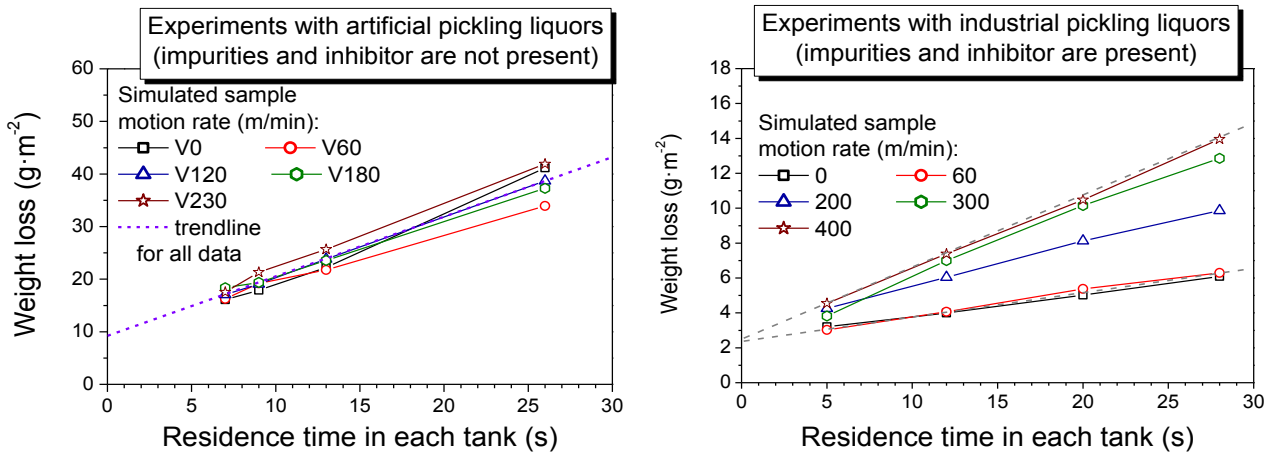 Experiments with artificial pickling liquors
(impurities and inhibitor are not present)
60
50
40
30
20
10
0
Weight loss (g·m-2)
Simulated sample
motion rate (m/min):
V0
V60
V120
V180
V230
trendline
for all data
0
5
10
15
20
25
30
Residence time in each tank (s)
Experiments with industrial pickling liquors
(impurities and inhibitor are present)
18
16
14
12
10
8
6
4
2
0
Weight loss (g·m-2)
Simulated sample
motion rate (m/min):
0
60
200
300
400
0
5
10
15
20
25
30
Residence time in each tank (s)